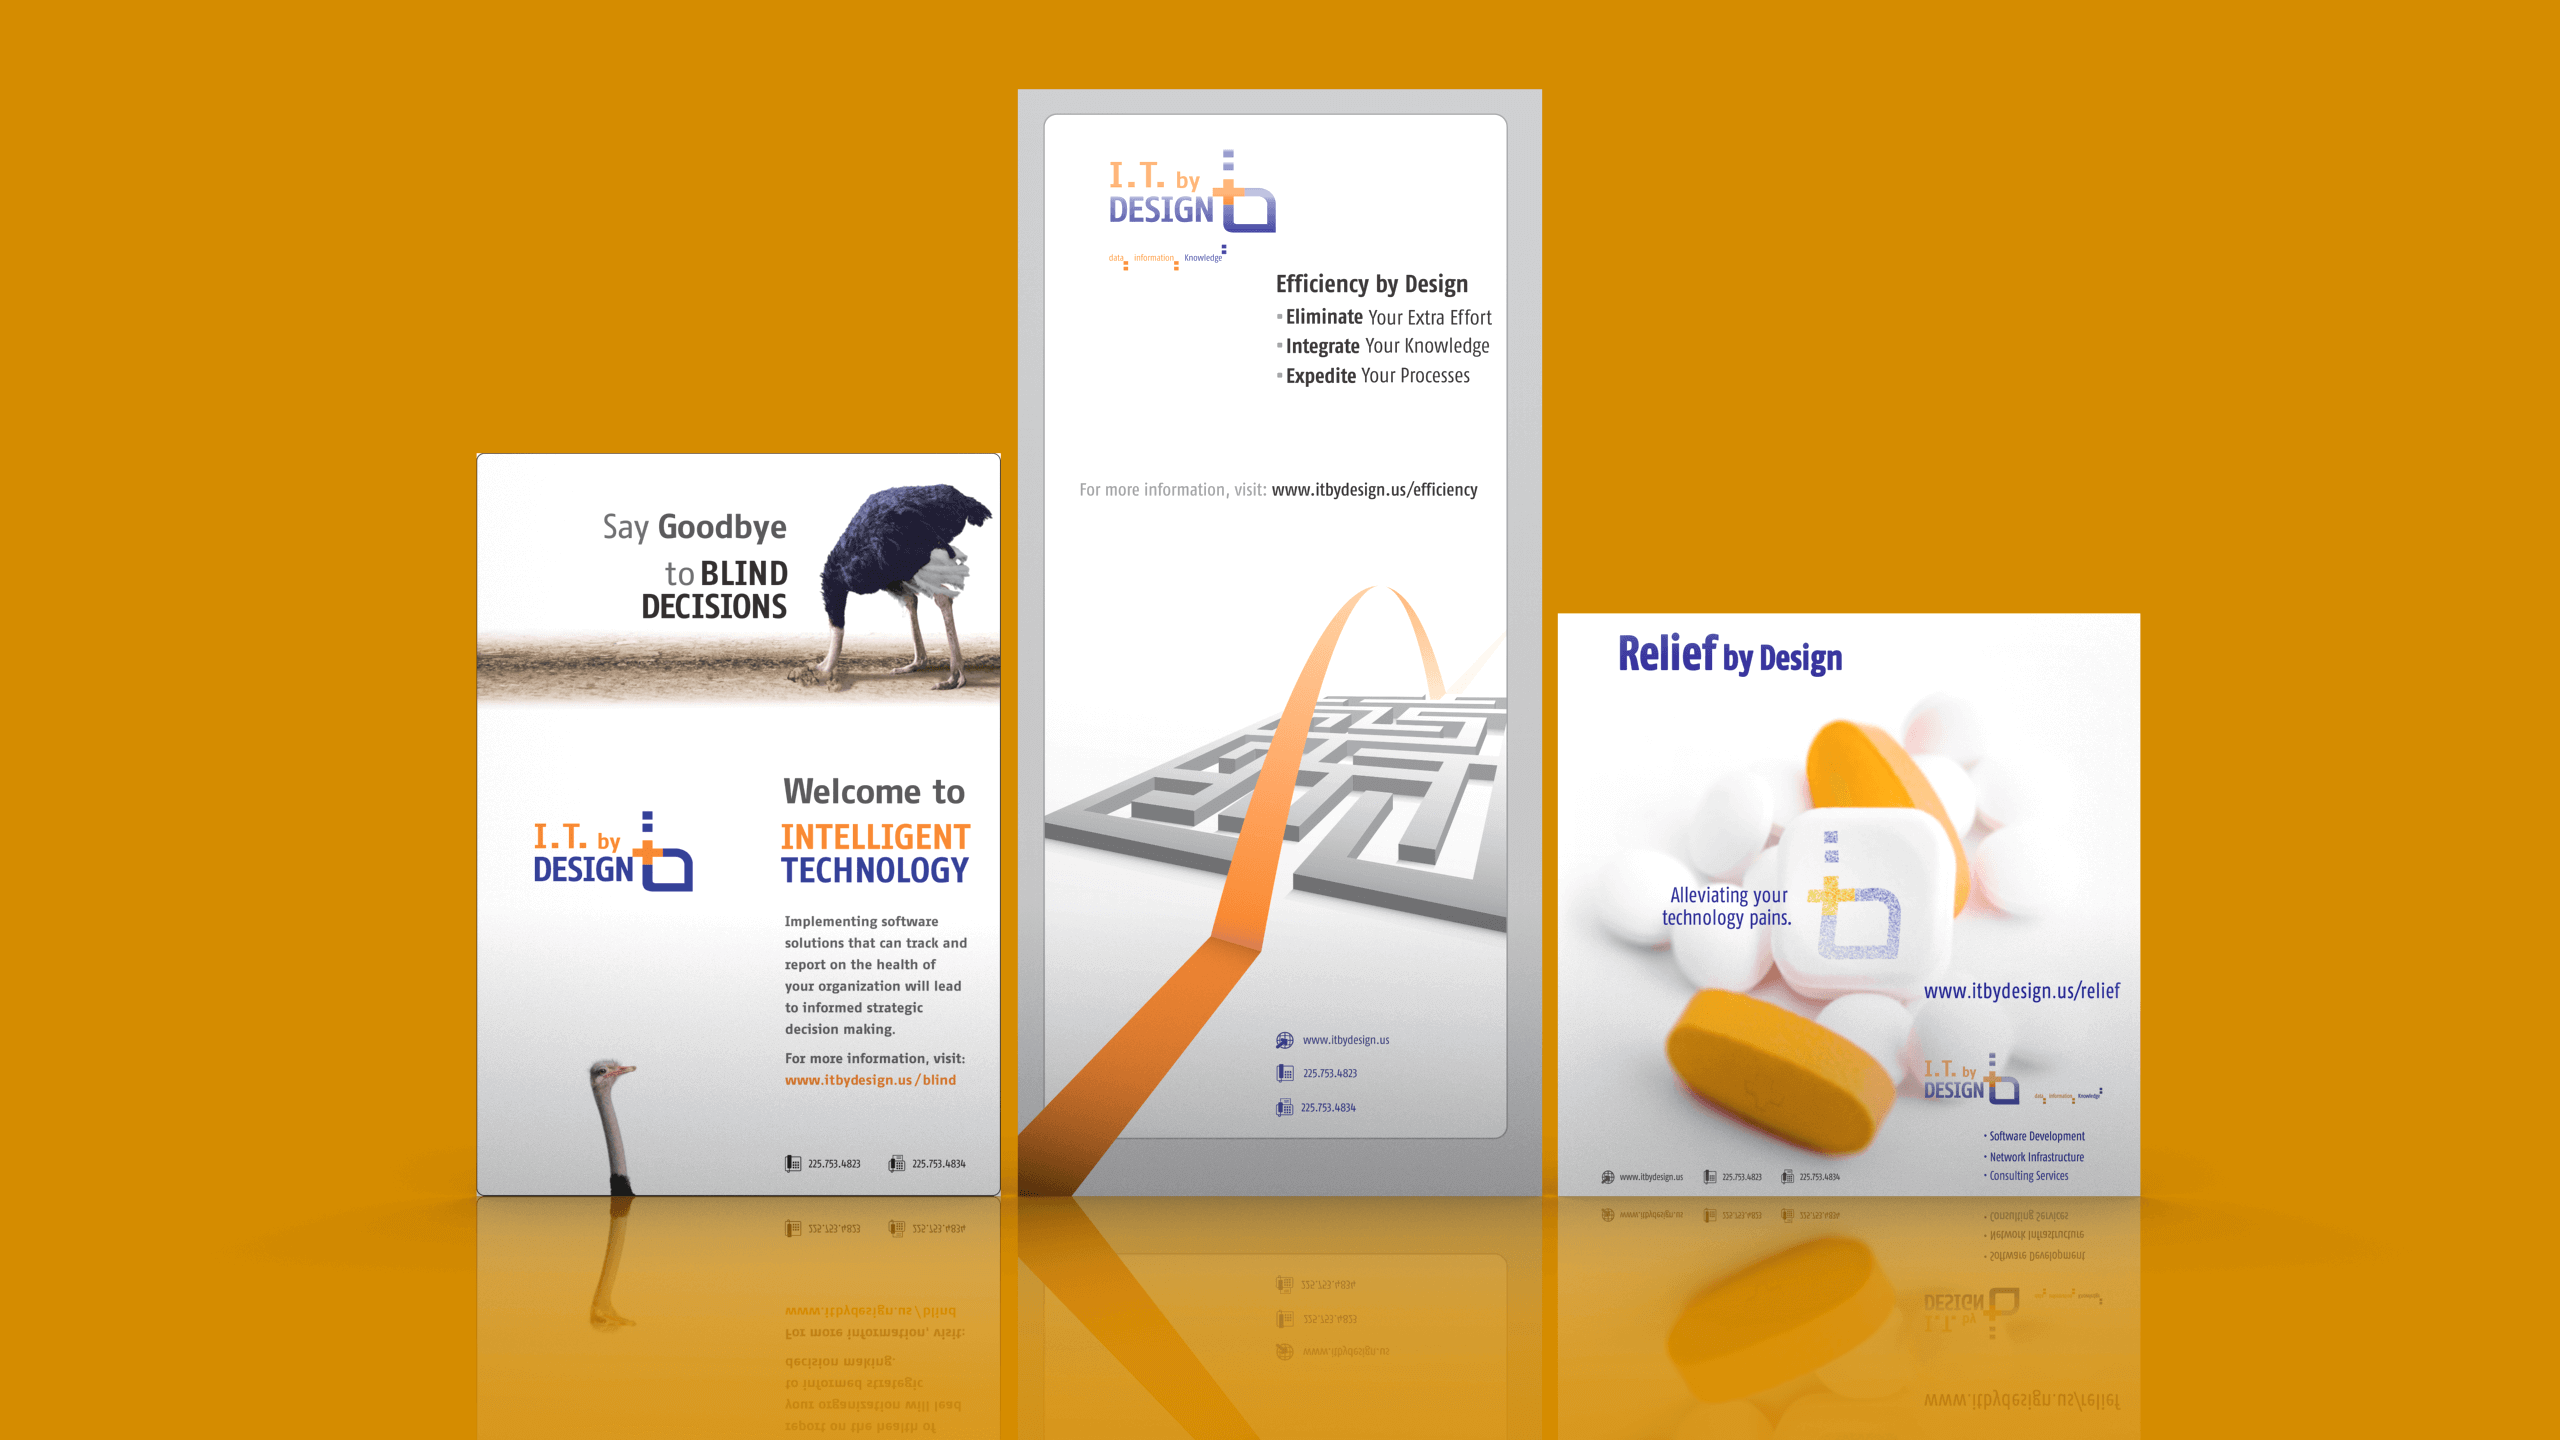 Say Goodbye
to BLIND
DECISIONS
Welcome to
INTELLIGENT
TECHNOLOGY
I.T. by
DESIGN
Implementing software
solutions that can track and
report on the health of
your organization will lead
to informed strategic
decision making.
For more information, visit:
www.itbydesign.us/blind
225.753.4823
225.753.4834
I.T. by
DESIGN
data information Knowledge
Efficiency by Design
▪ Eliminate Your Extra Effort
▪ Integrate Your Knowledge
▪ Expedite Your Processes
For more information, visit: www.itbydesign.us/efficiency
www.itbydesign.us
225.753.4823
225.753.4834
Relief by Design
Alleviating your
technology pains.
www.itbydesign.us/relief
I.T. by
DESIGN
data information Knowledge
• Software Development
• Network Infrastructure
• Consulting Services
www.itbydesign.us
225.753.4823
225.753.4834